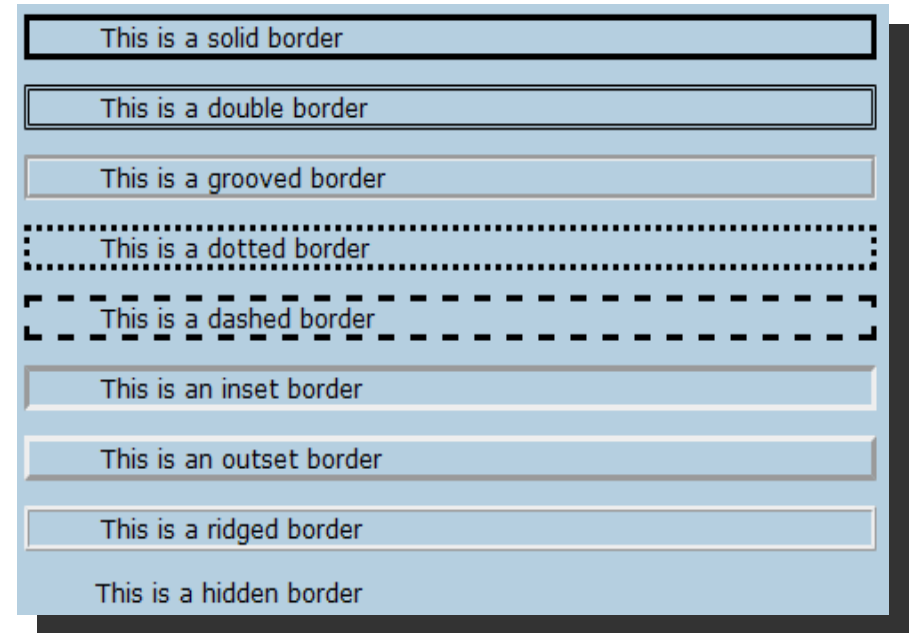 This is a solid border
This is a double border
This is a grooved border
This is a dotted border
This is a dashed border
This is an inset border
This is an outset border
This is a ridged border
This is a hidden border